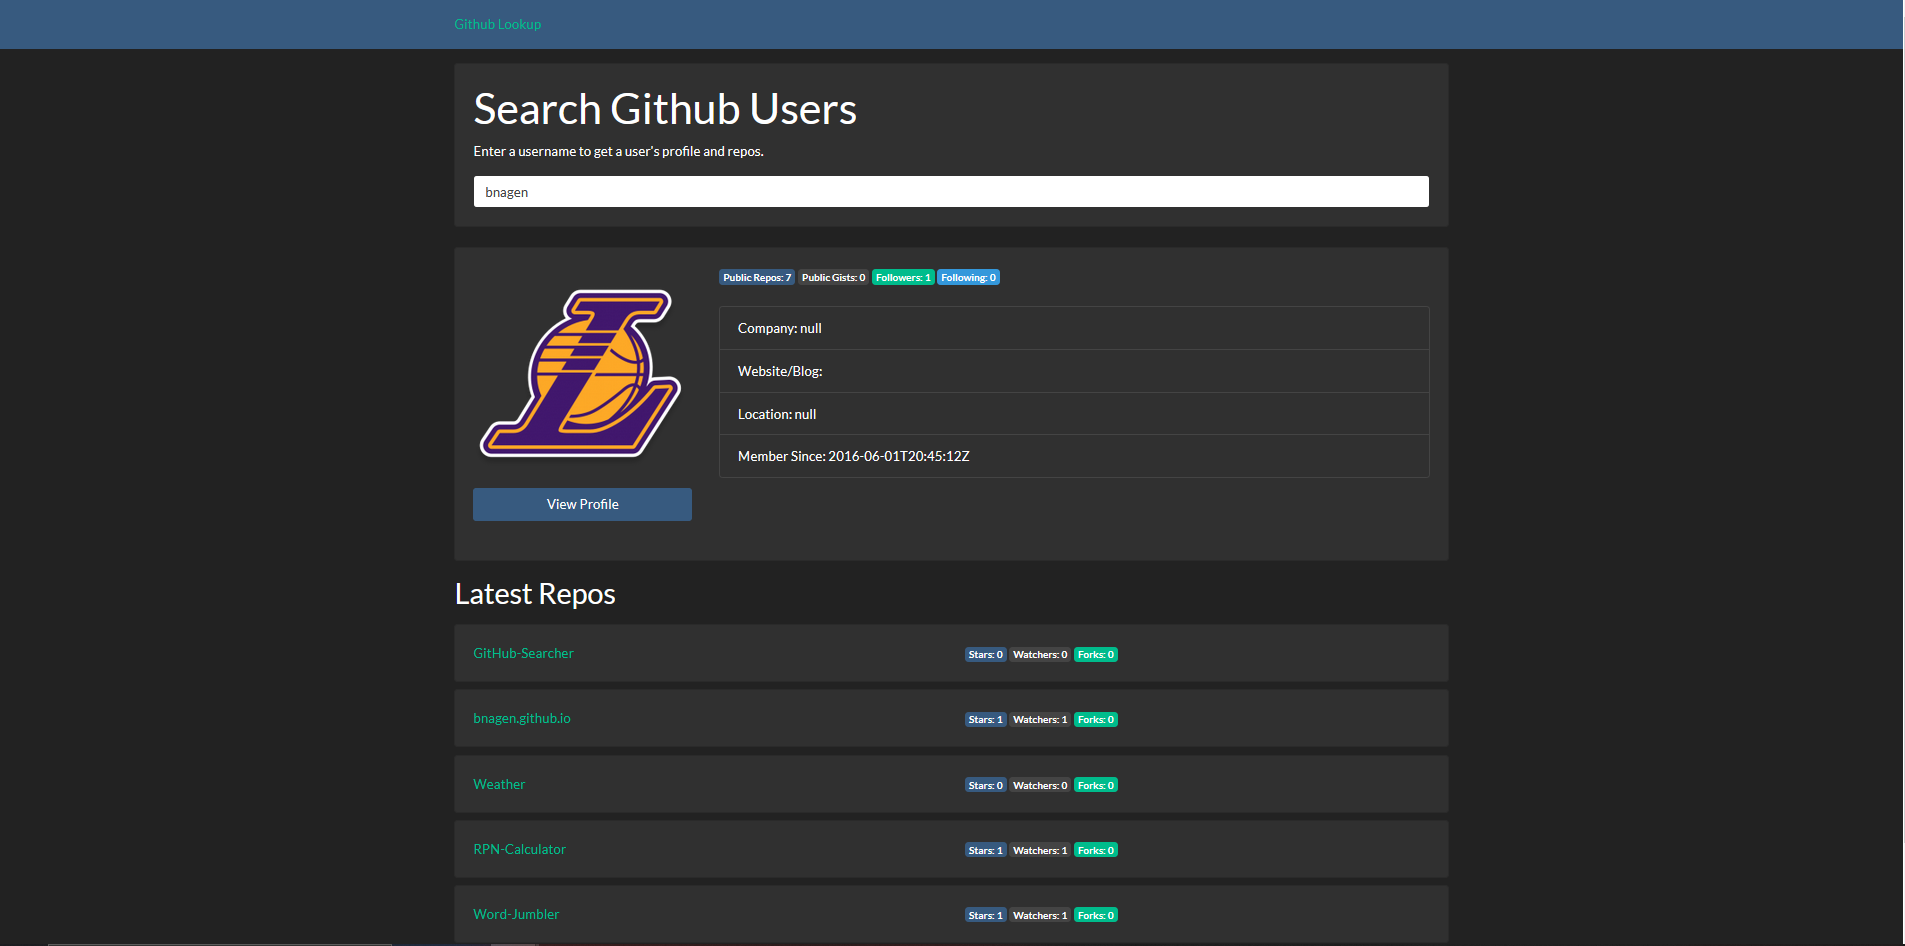 Github Lookup
Search Github Users
Enter a username to get a user's profile and repos.
bnagen
Public Repos: 7 Public Gists: 0 Followers: 1 Following: 0
Company: null
Website/Blog:
Location: null
Member Since: 2016-06-01T20:45:12Z
View Profile
Latest Repos
GitHub-Searcher Stars: 0 Watchers: 0 Forks: 0
bnagen.github.io Stars: 1 Watchers: 1 Forks: 0
Weather Stars: 0 Watchers: 0 Forks: 0
RPN-Calculator Stars: 1 Watchers: 1 Forks: 0
Word-Jumbler Stars: 1 Watchers: 1 Forks: 0